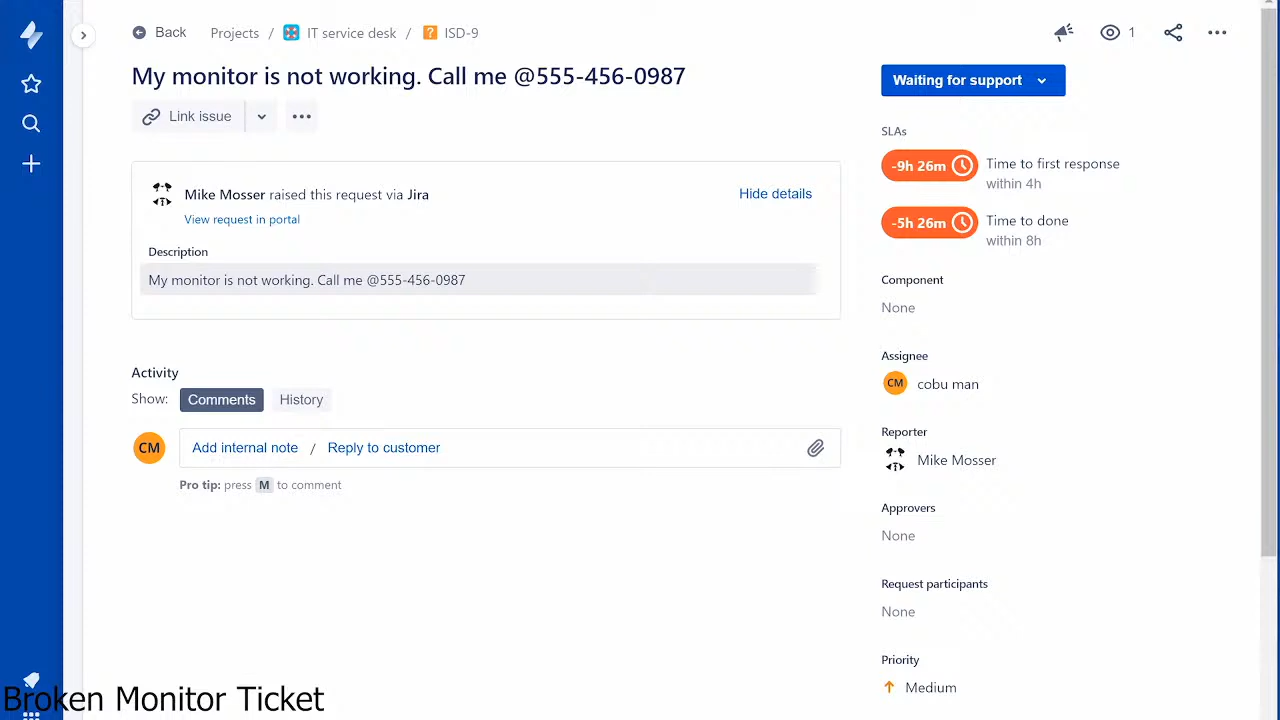 Back Projects / IT service desk / ISD-9
1
My monitor is not working. Call me @555-456-0987
Link issue
Mike Mosser raised this request via Jira
Hide details
View request in portal
Description
My monitor is not working. Call me @555-456-0987
Activity
Show: Comments History
CM Add internal note / Reply to customer
Pro tip: press M to comment
Waiting for support
SLAs
-9h 26m Time to first response
within 4h
-5h 26m Time to done
within 8h
Component
None
Assignee
CM cobu man
Reporter
Mike Mosser
Approvers
None
Request participants
None
Priority
Medium
Broken Monitor Ticket